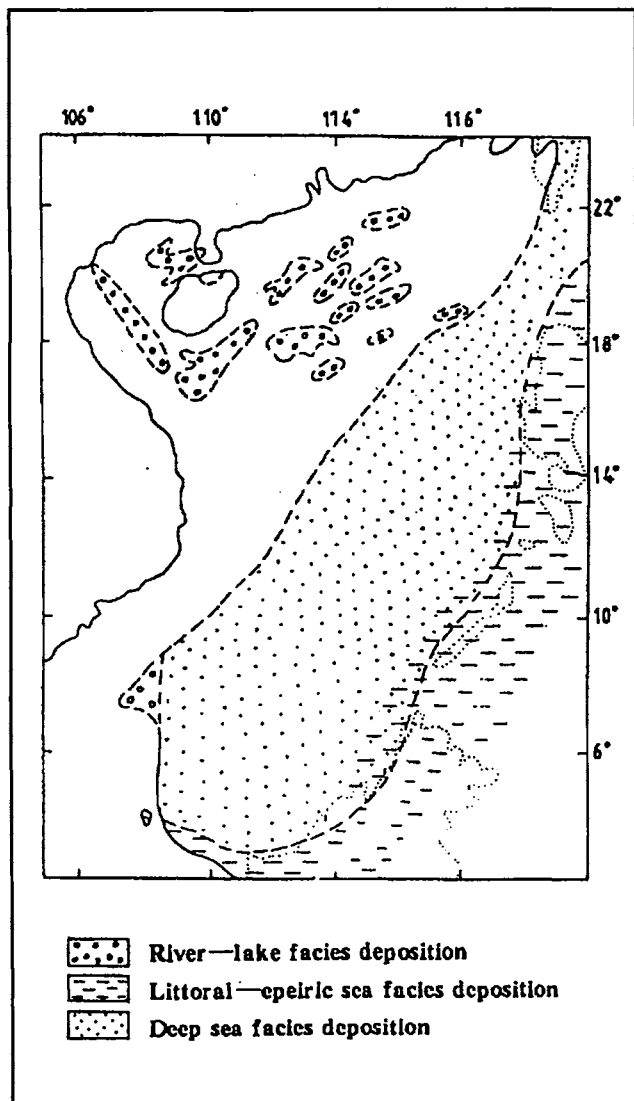 106° 110° 114° 116°
22°
18°
14°
10°
6°
River—lake facies deposition
Littoral—epeiric sea facies deposition
Deep sea facies deposition